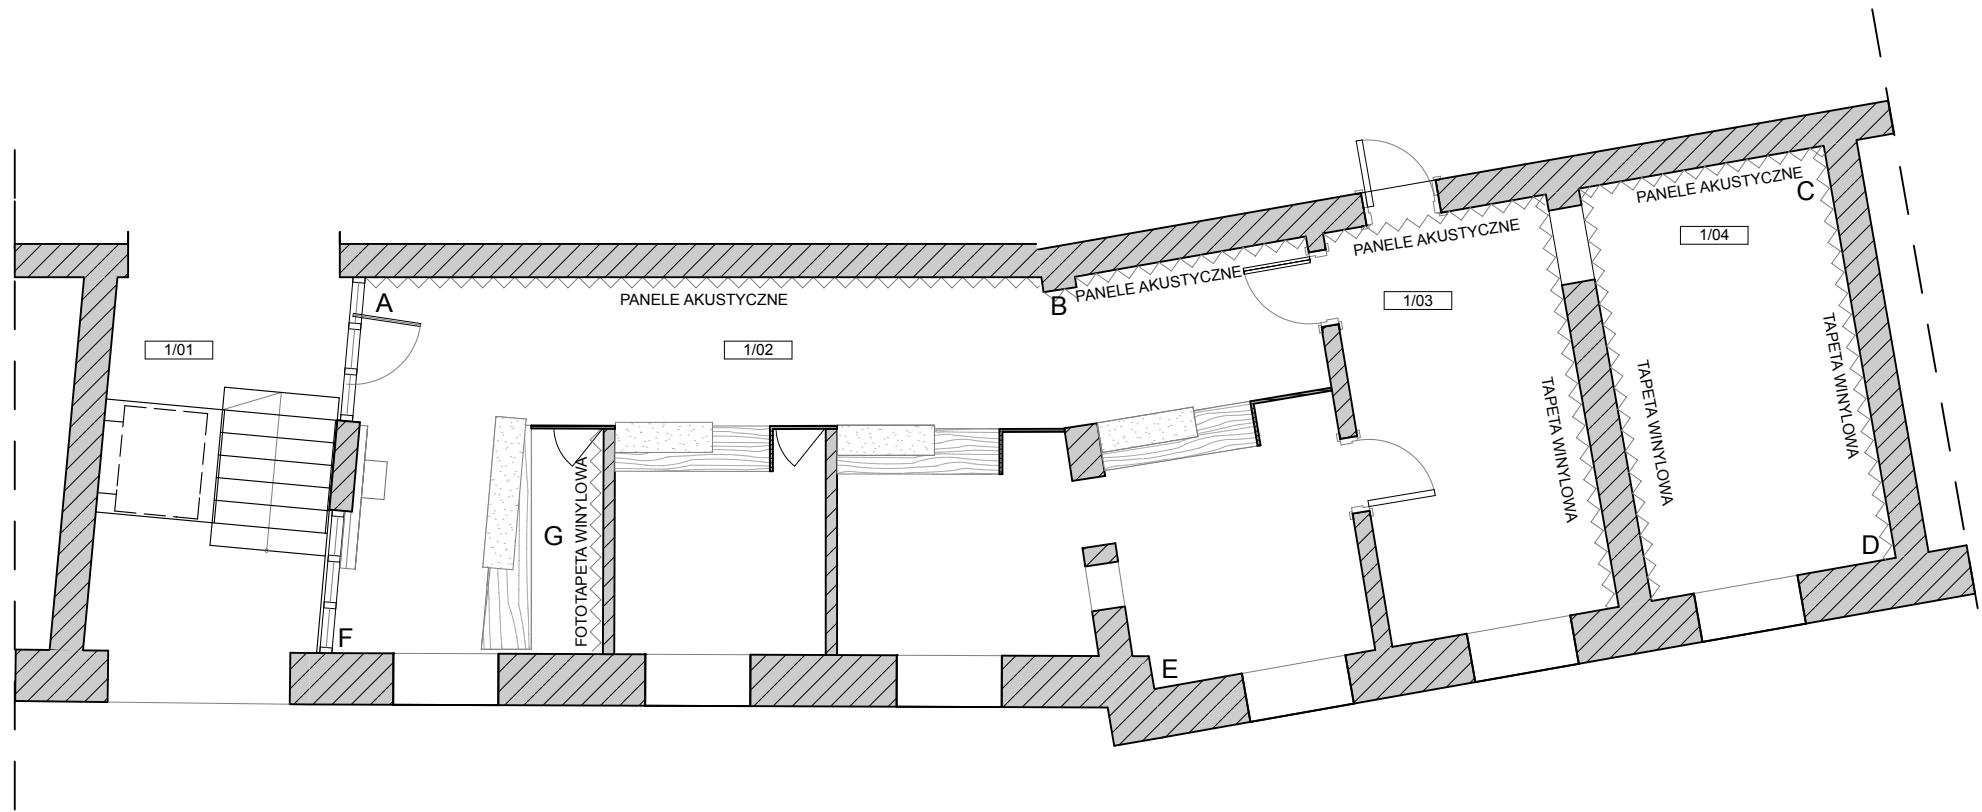 PANELE AKUSTYCZNE
C
PANELE AKUSTYCZNE
1/04
PANELE AKUSTYCZNE
A
PANELE AKUSTYCZNE
B
1/03
1/01
1/02
TAPETA WINYLOWA
TAPETA WINYLOWA
TAPETA WINYLOWA
FOTOTAPETA WINYLOWA
G
D
F
E